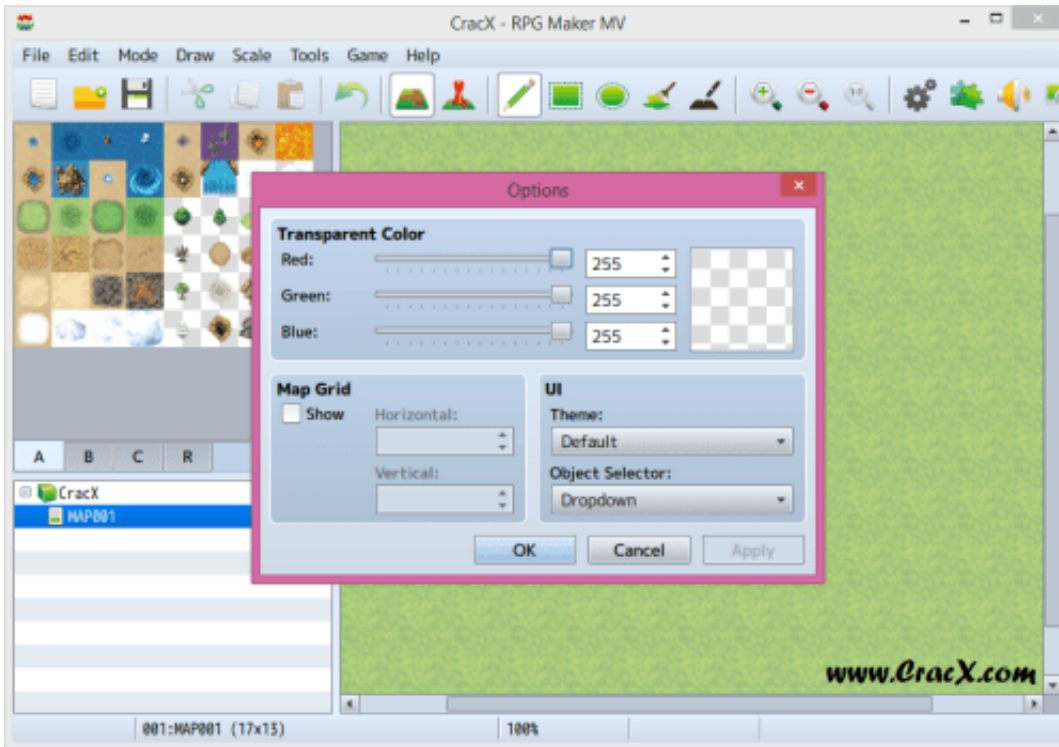 CracX - RPG Maker MV
File Edit Mode Draw Scale Tools Game Help
Options
Transparent Color
Red: 255
Green: 255
Blue: 255
Map Grid
Show
Horizontal:
Vertical:
UI
Theme:
Default
Object Selector:
Dropdown
OK Cancel Apply
A B C R
CracX
MAP001
www.CracX.com
001:MAP001 (17x13) 100%